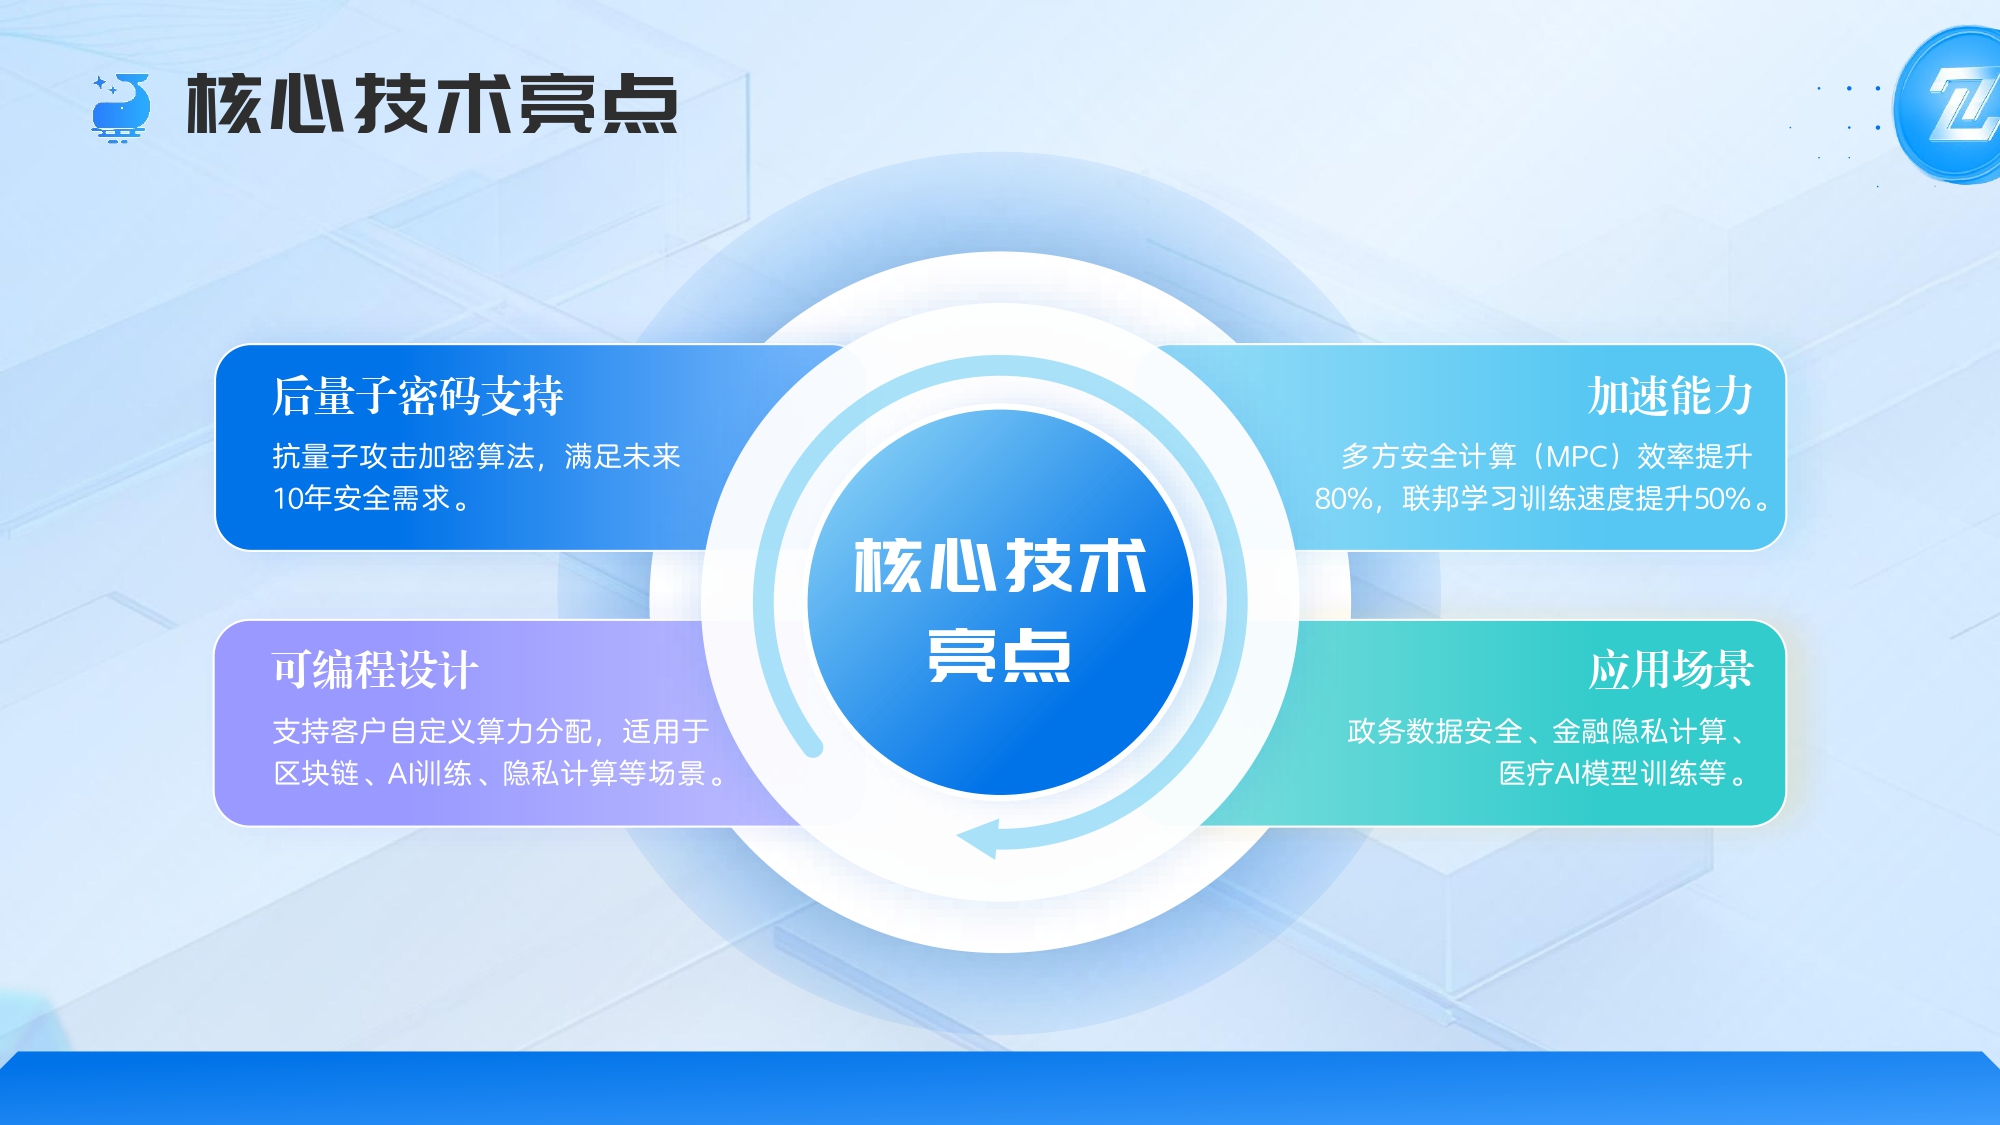 核心技术亮点
后量子密码支持
抗量子攻击加密算法，满足未来
10年安全需求。
加速能力
多方安全计算（MPC）效率提升
80%，联邦学习训练速度提升50%。
核心技术
亮点
可编程设计
支持客户自定义算力分配，适用于
区块链、AI训练、隐私计算等场景。
应用场景
政务数据安全、金融隐私计算、
医疗AI模型训练等。